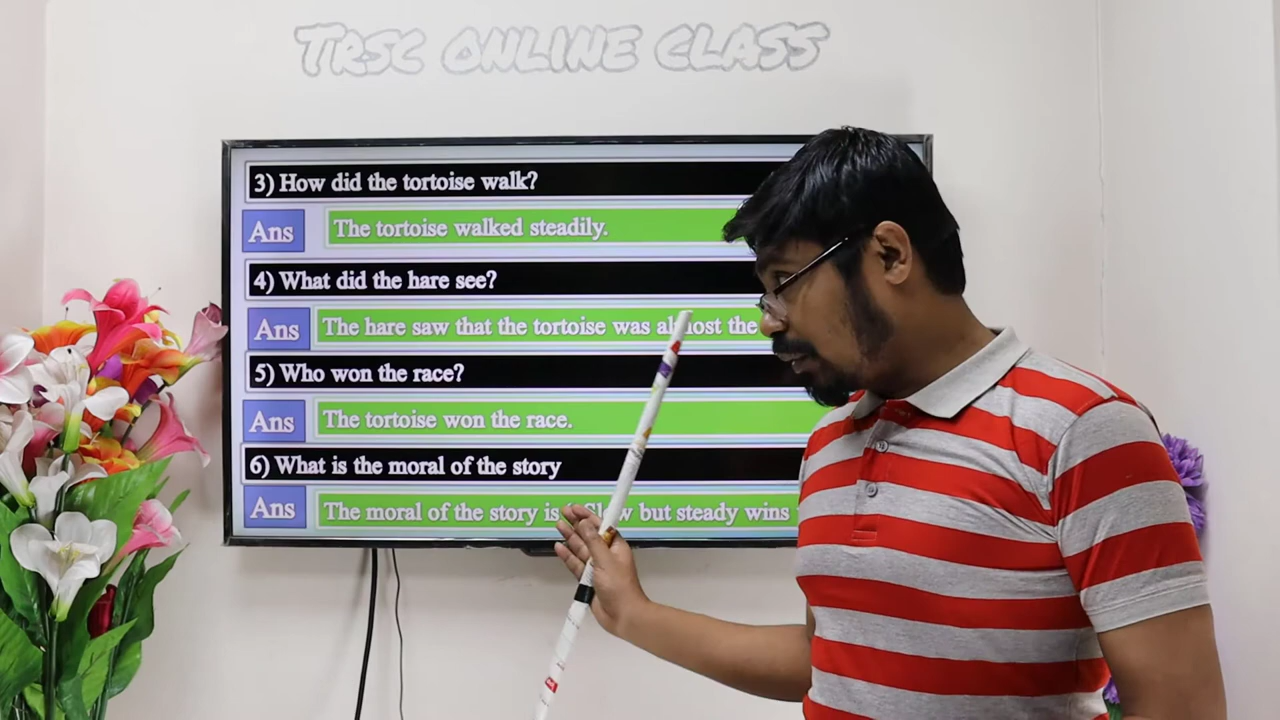 TRSC ONLINE CLASS
3) How did the tortoise walk?
Ans The tortoise walked steadily.
4) What did the hare see?
Ans The hare saw that the tortoise was almost the
5) Who won the race?
Ans The tortoise won the race.
6) What is the moral of the story
Ans The moral of the story is "Slow but steady wins